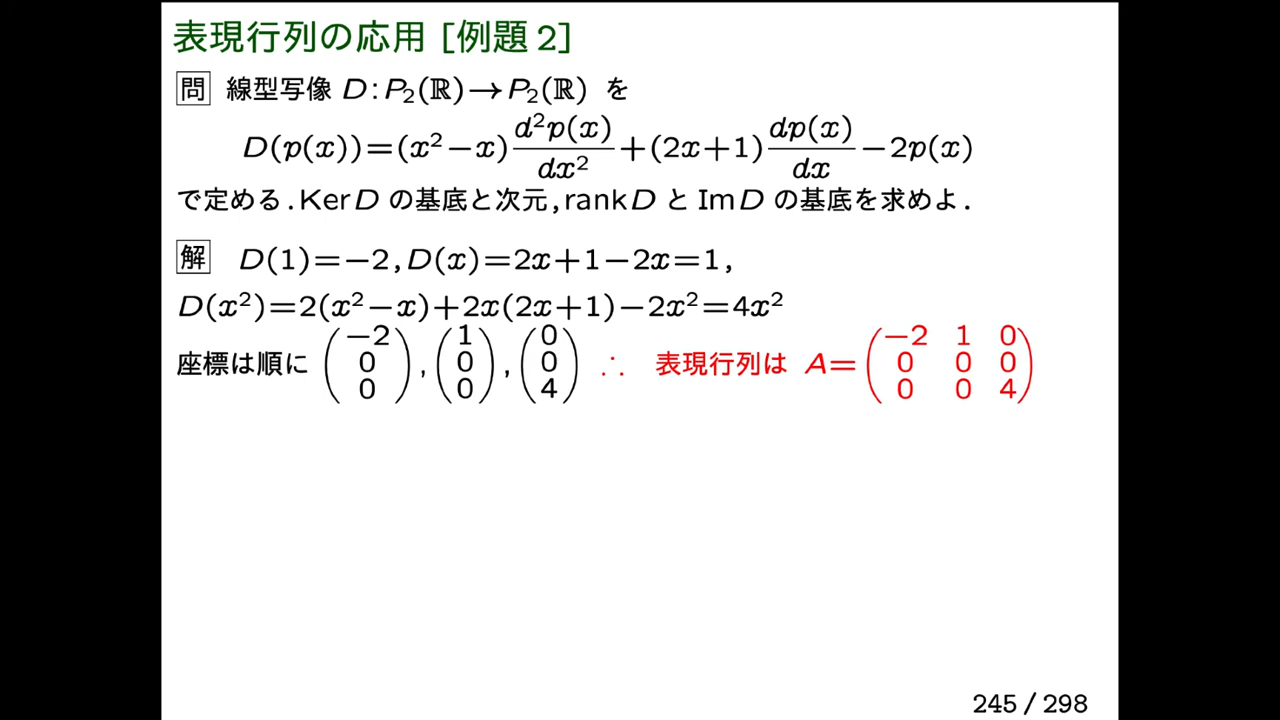 表現行列の応用 [例題 2]
問 線型写像 D:P₂(ℝ)→P₂(ℝ) を
D(p(x))=(x²−x) d²p(x)/dx² +(2x+1) dp(x)/dx −2p(x)
で定める.KerD の基底と次元,rankD と ImD の基底を求めよ.
解 D(1)=−2,D(x)=2x+1−2x=1,
D(x²)=2(x²−x)+2x(2x+1)−2x²=4x²
座標は順に (−2 0 0), (1 0 0), (0 0 4) ∴ 表現行列は A= (−2 1 0 / 0 0 0 / 0 0 4)
245 / 298